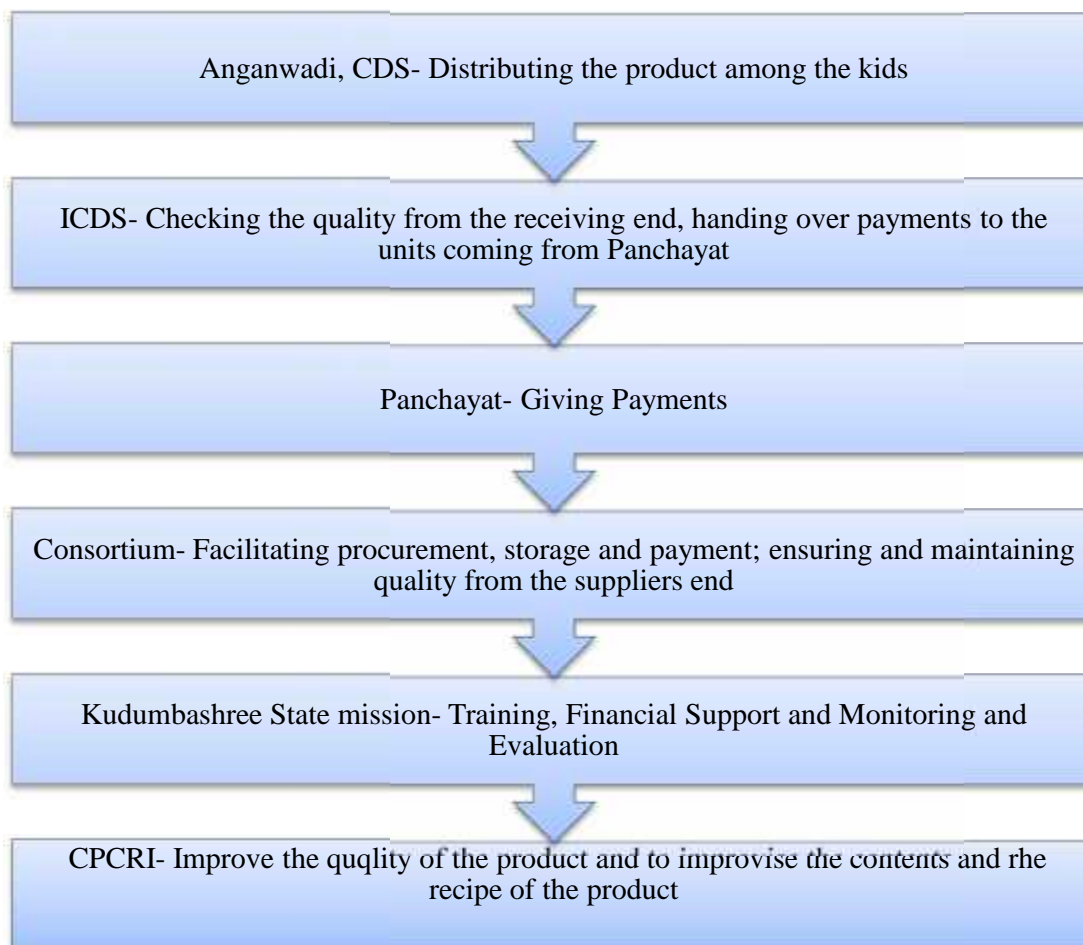 Anganwadi, CDS- Distributing the product among the kids
ICDS- Checking the quality from the receiving end, handing over payments to the
units coming from Panchayat
Panchayat- Giving Payments
Consortium- Facilitating procurement, storage and payment; ensuring and maintaining
quality from the suppliers end
Kudumbashree State mission- Training, Financial Support and Monitoring and
Evaluation
CPCRI- Improve the quqlity of the product and to improvise the contents and rhe
recipe of the product